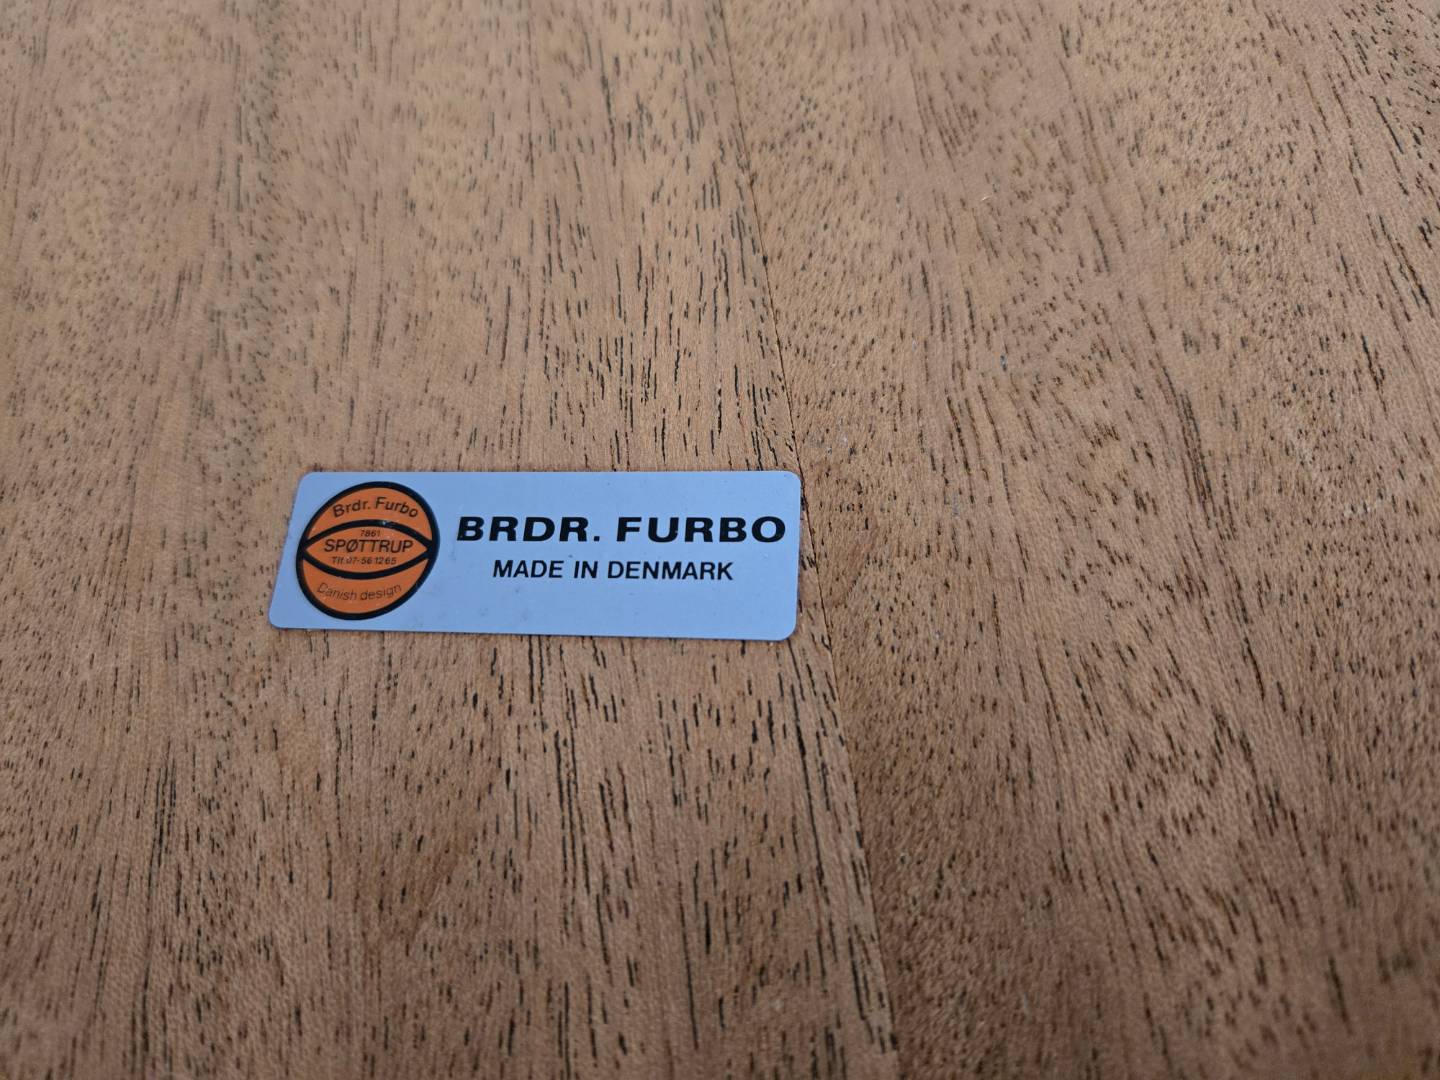 Brdr. Furbo
7861
SPØTTRUP
Tlf. 07-56 12 65
Danish design
BRDR. FURBO
MADE IN DENMARK